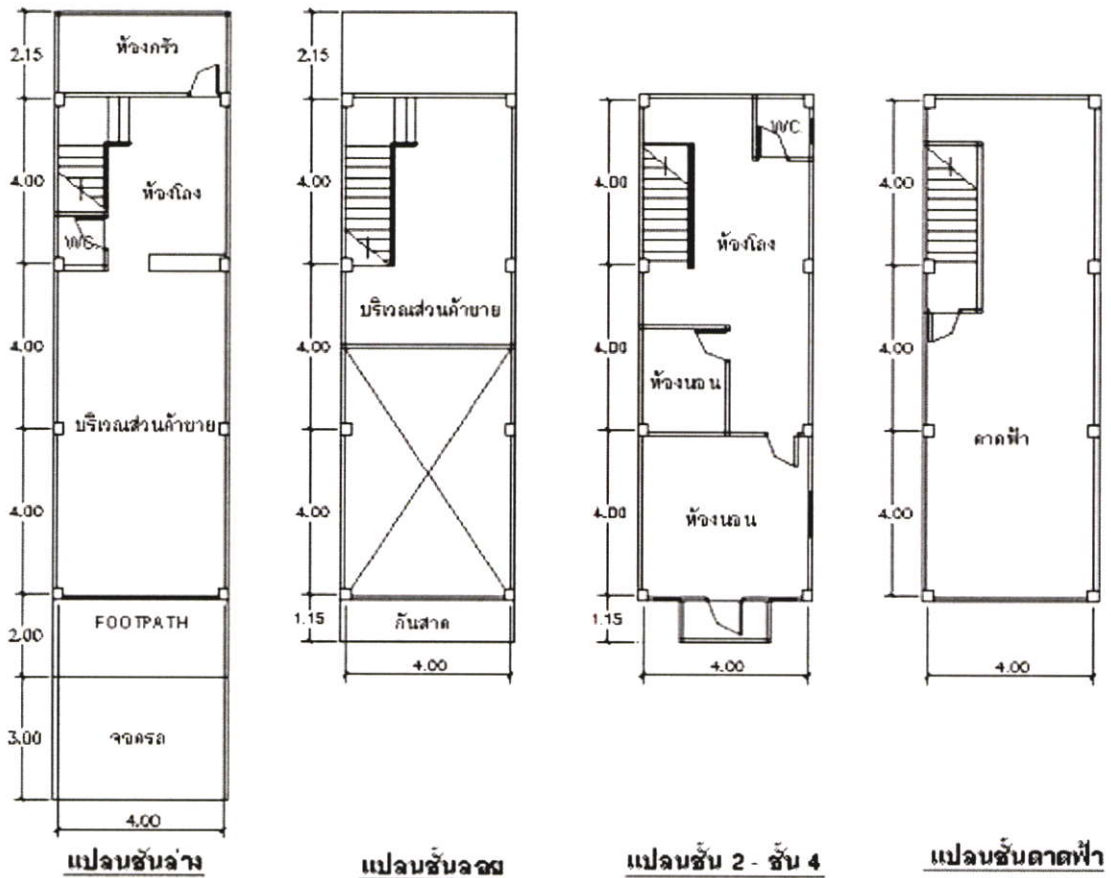 2.15
ห้องครัว
4.00
ห้องโถง
W.C.
4.00
บริเวณส่วนค้าขาย
4.00
2.00
FOOTPATH
3.00
จอดรถ
4.00
แปลนชั้นล่าง
2.15
4.00
บริเวณส่วนค้าขาย
4.00
4.00
1.15
กันสาด
4.00
แปลนชั้นลอย
4.00
W.C.
ห้องโถง
4.00
ห้องนอน
4.00
ห้องนอน
1.15
4.00
แปลนชั้น 2 - ชั้น 4
4.00
4.00
ดาดฟ้า
4.00
4.00
แปลนชั้นดาดฟ้า